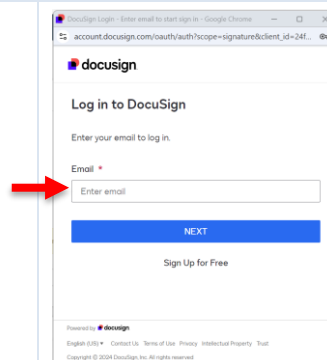 DocuSign Login - Enter email to start sign in - Google Chrome
account.docusign.com/oauth/auth?scope=signature&client_id=24f...
docusign
Log in to DocuSign
Enter your email to log in.
Email *
Enter email
NEXT
Sign Up for Free
Powered by docusign
English (US) Contact Us Terms of Use Privacy Intellectual Property Trust
Copyright © 2024 DocuSign, Inc. All rights reserved